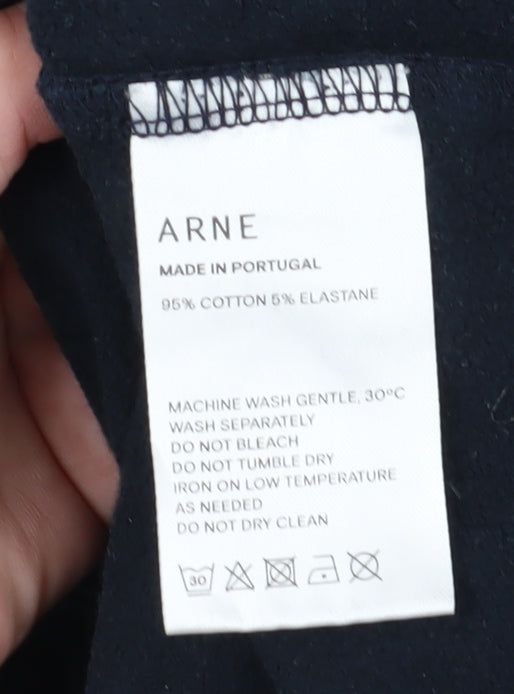 ARNE
MADE IN PORTUGAL
95% COTTON 5% ELASTANE
MACHINE WASH GENTLE, 30ºC
WASH SEPARATELY
DO NOT BLEACH
DO NOT TUMBLE DRY
IRON ON LOW TEMPERATURE
AS NEEDED
DO NOT DRY CLEAN
30